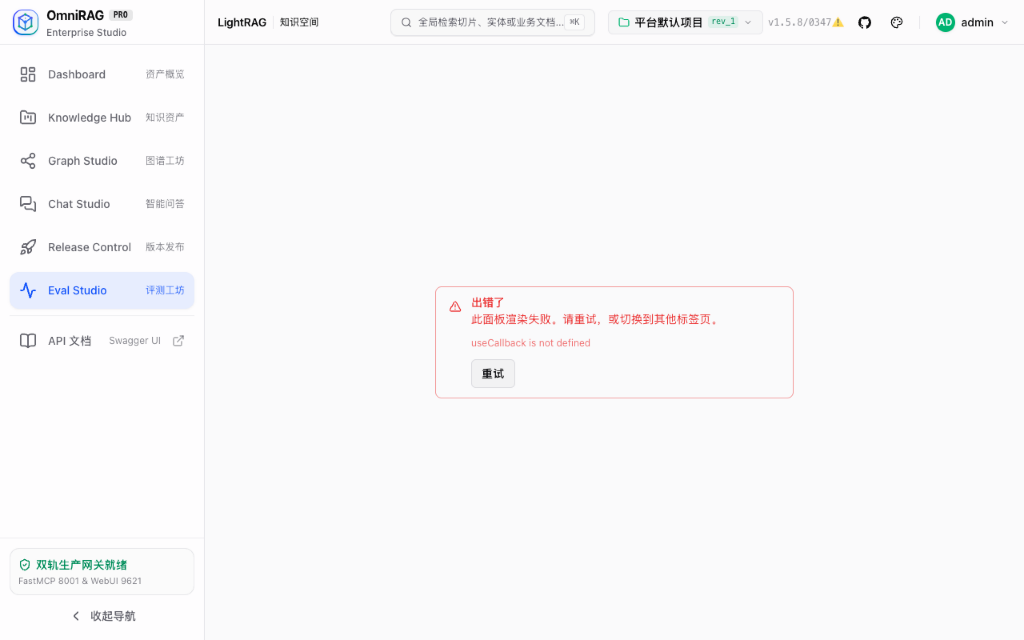 OmniRAG PRO
Enterprise Studio
LightRAG 知识空间
全局检索切片、实体或业务文档... ⌘K
平台默认项目 rev_1
v1.5.8/0347⚠️
AD admin
Dashboard 资产概览
Knowledge Hub 知识资产
Graph Studio 图谱工坊
Chat Studio 智能问答
Release Control 版本发布
Eval Studio 评测工坊
API 文档 Swagger UI
出错了
此面板渲染失败。请重试，或切换到其他标签页。
useCallback is not defined
重试
双轨生产网关就绪
FastMCP 8001 & WebUI 9621
收起导航